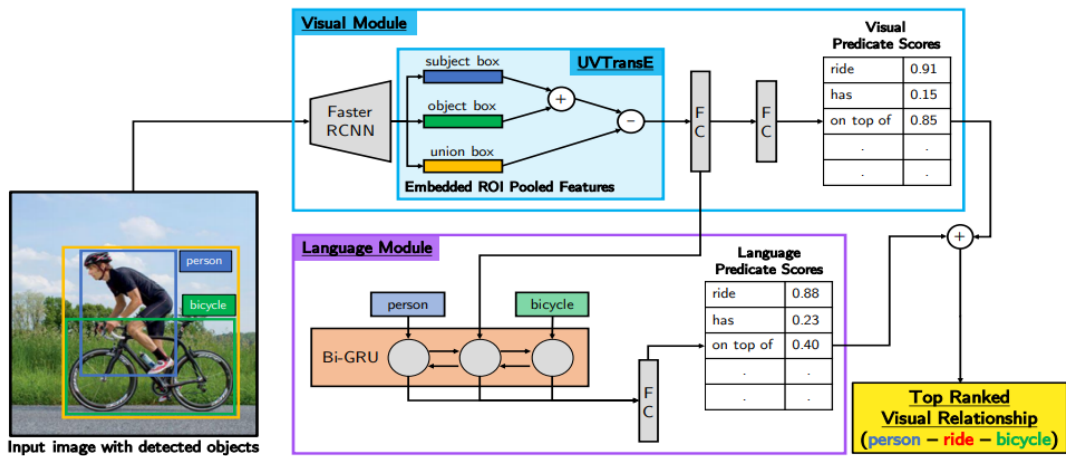 Visual Module
UVTransE
subject box
object box
union box
Embedded ROI Pooled Features
Faster
RCNN
+
−
F
C
F
C
Visual
Predicate Scores
ride 0.91
has 0.15
on top of 0.85
. .
. .
person
bicycle
Input image with detected objects
Language Module
person
bicycle
Bi-GRU
F
C
Language
Predicate Scores
ride 0.88
has 0.23
on top of 0.40
. .
. .
+
Top Ranked
Visual Relationship
(person – ride – bicycle)